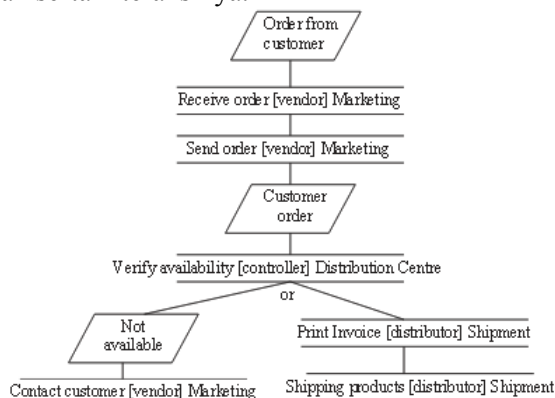 Order from
customer
Receive order [vendor] Marketing
Send order [vendor] Marketing
Customer
order
Verify availability [controller] Distribution Centre
or
Not
available
Print Invoice [distributor] Shipment
Contact customer [vendor] Marketing
Shipping products [distributor] Shipment